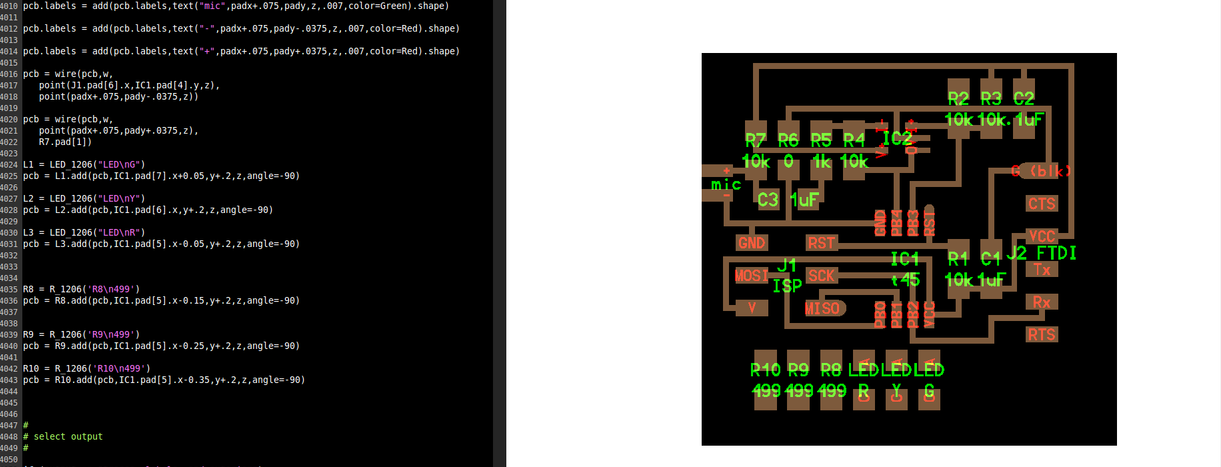 4010 pcb.labels = add(pcb.labels,text("mic",padx+.075,pady,z,.007,color=Green).shape)
4011
4012 pcb.labels = add(pcb.labels,text("-",padx+.075,pady-.0375,z,.007,color=Red).shape)
4013
4014 pcb.labels = add(pcb.labels,text("+",padx+.075,pady+.0375,z,.007,color=Red).shape)
4015
4016 pcb = wire(pcb,w,
4017    point(J1.pad[6].x,IC1.pad[4].y,z),
4018    point(padx+.075,pady-.0375,z))
4019
4020 pcb = wire(pcb,w,
4021    point(padx+.075,pady+.0375,z),
4022    R7.pad[1])
4023
4024 L1 = LED_1206("LED\nG")
4025 pcb = L1.add(pcb,IC1.pad[7].x+0.05,y+.2,z,angle=-90)
4026
4027 L2 = LED_1206("LED\nY")
4028 pcb = L2.add(pcb,IC1.pad[6].x,y+.2,z,angle=-90)
4029
4030 L3 = LED_1206("LED\nR")
4031 pcb = L3.add(pcb,IC1.pad[5].x-0.05,y+.2,z,angle=-90)
4032
4033
4034
4035 R8 = R_1206('R8\n499')
4036 pcb = R8.add(pcb,IC1.pad[5].x-0.15,y+.2,z,angle=-90)
4037
4038
4039 R9 = R_1206('R9\n499')
4040 pcb = R9.add(pcb,IC1.pad[5].x-0.25,y+.2,z,angle=-90)
4041
4042 R10 = R_1206('R10\n499')
4043 pcb = R10.add(pcb,IC1.pad[5].x-0.35,y+.2,z,angle=-90)
4044
4045
4046
4047 #
4048 # select output
4049 #
4050
R2 R3 C2
10k 10k .1uF
R7 R6 R5 R4 IC2
10k 0 1k 10k
+
mic
-
C3 1uF
(blk)
CTS
GND PB4 PB3 RST
GND RST VCC
J2 FTDI
J1 ISP
MOSI SCK
IC1 t45
R1 C1
10k 1uF
Tx
V MISO
PB0 PB1 PB2 VCC
Rx
RTS
R10 R9 R8 LED LED LED
499 499 499 R Y G